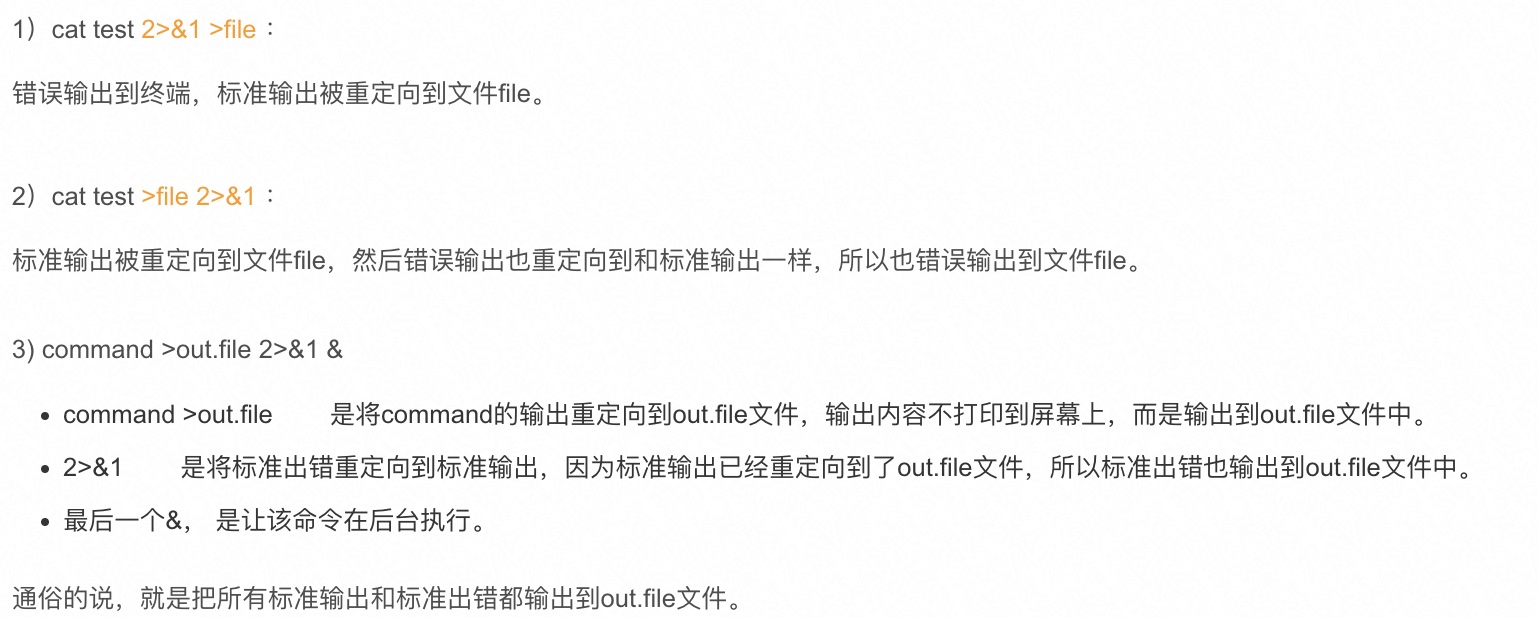 1）cat test 2>&1 >file：
错误输出到终端，标准输出被重定向到文件file。
2）cat test >file 2>&1：
标准输出被重定向到文件file，然后错误输出也重定向到和标准输出一样，所以也错误输出到文件file。
3) command >out.file 2>&1 &
• command >out.file 是将command的输出重定向到out.file文件，输出内容不打印到屏幕上，而是输出到out.file文件中。
• 2>&1 是将标准出错重定向到标准输出，因为标准输出已经重定向到了out.file文件，所以标准出错也输出到out.file文件中。
• 最后一个&， 是让该命令在后台执行。
通俗的说，就是把所有标准输出和标准出错都输出到out.file文件。